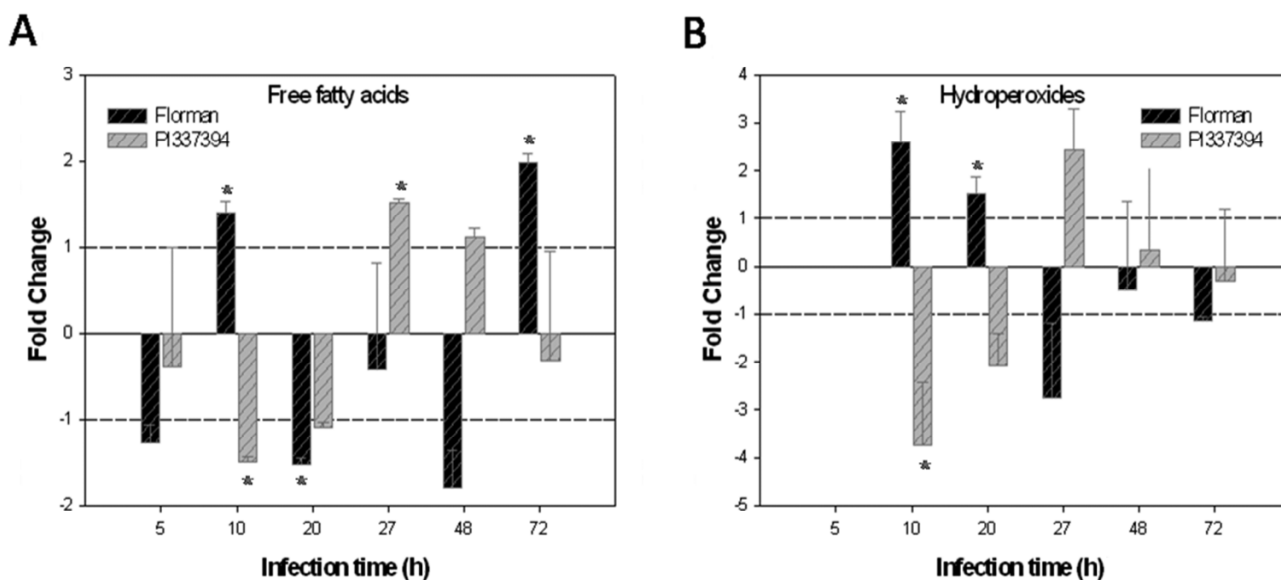 A
Free fatty acids
Florman
PI337394
*
*
*
*
*
3
2
1
0
-1
-2
Fold Change
5 10 20 27 48 72
Infection time (h)
B
Hydroperoxides
Florman
PI337394
*
*
*
4
3
2
1
0
-1
-2
-3
-4
-5
Fold Change
5 10 20 27 48 72
Infection time (h)